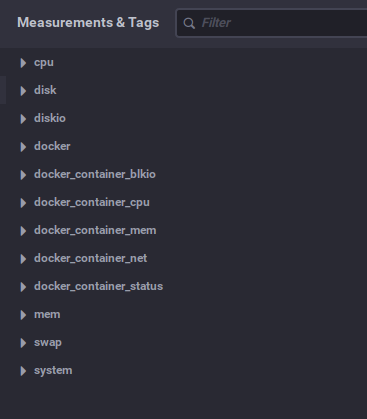 Measurements & Tags
Filter
cpu
disk
diskio
docker
docker_container_blkio
docker_container_cpu
docker_container_mem
docker_container_net
docker_container_status
mem
swap
system